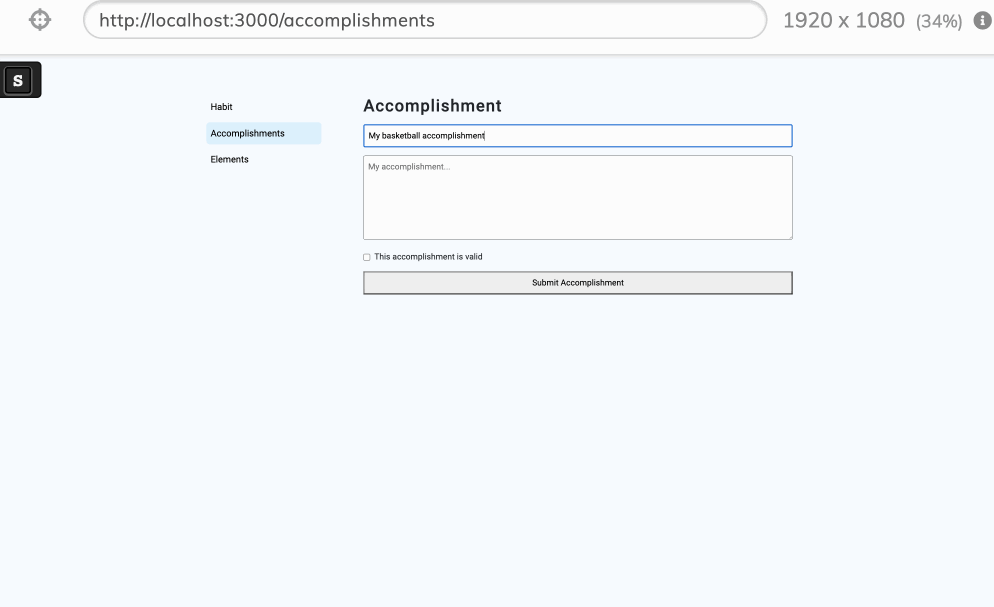 http://localhost:3000/accomplishments
1920 x 1080 (34%)
i
S
Habit
Accomplishments
Elements
Accomplishment
My basketball accomplishment
My accomplishment...
This accomplishment is valid
Submit Accomplishment